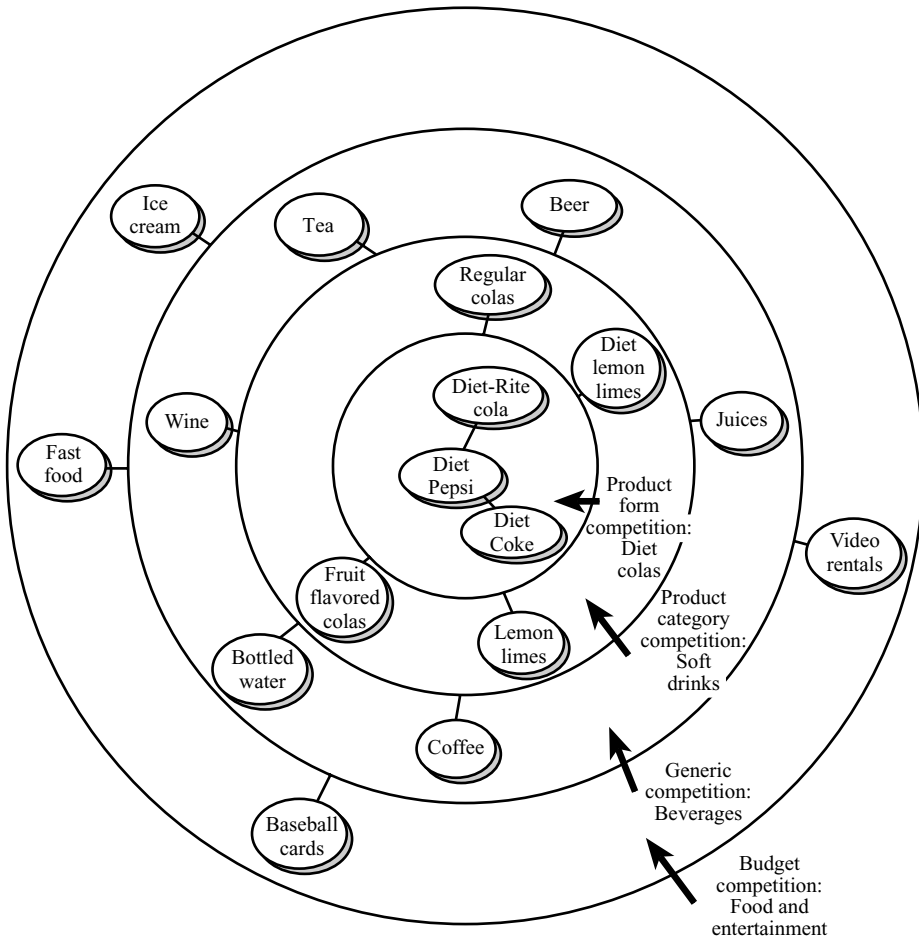 Ice
cream
Tea
Beer
Regular
colas
Diet
lemon
limes
Diet-Rite
cola
Wine
Juices
Fast
food
Diet
Pepsi
Product
form
competition:
Diet
colas
Diet
Coke
Video
rentals
Fruit
flavored
colas
Product
category
competition:
Soft
drinks
Lemon
limes
Bottled
water
Coffee
Generic
competition:
Beverages
Baseball
cards
Budget
competition:
Food and
entertainment